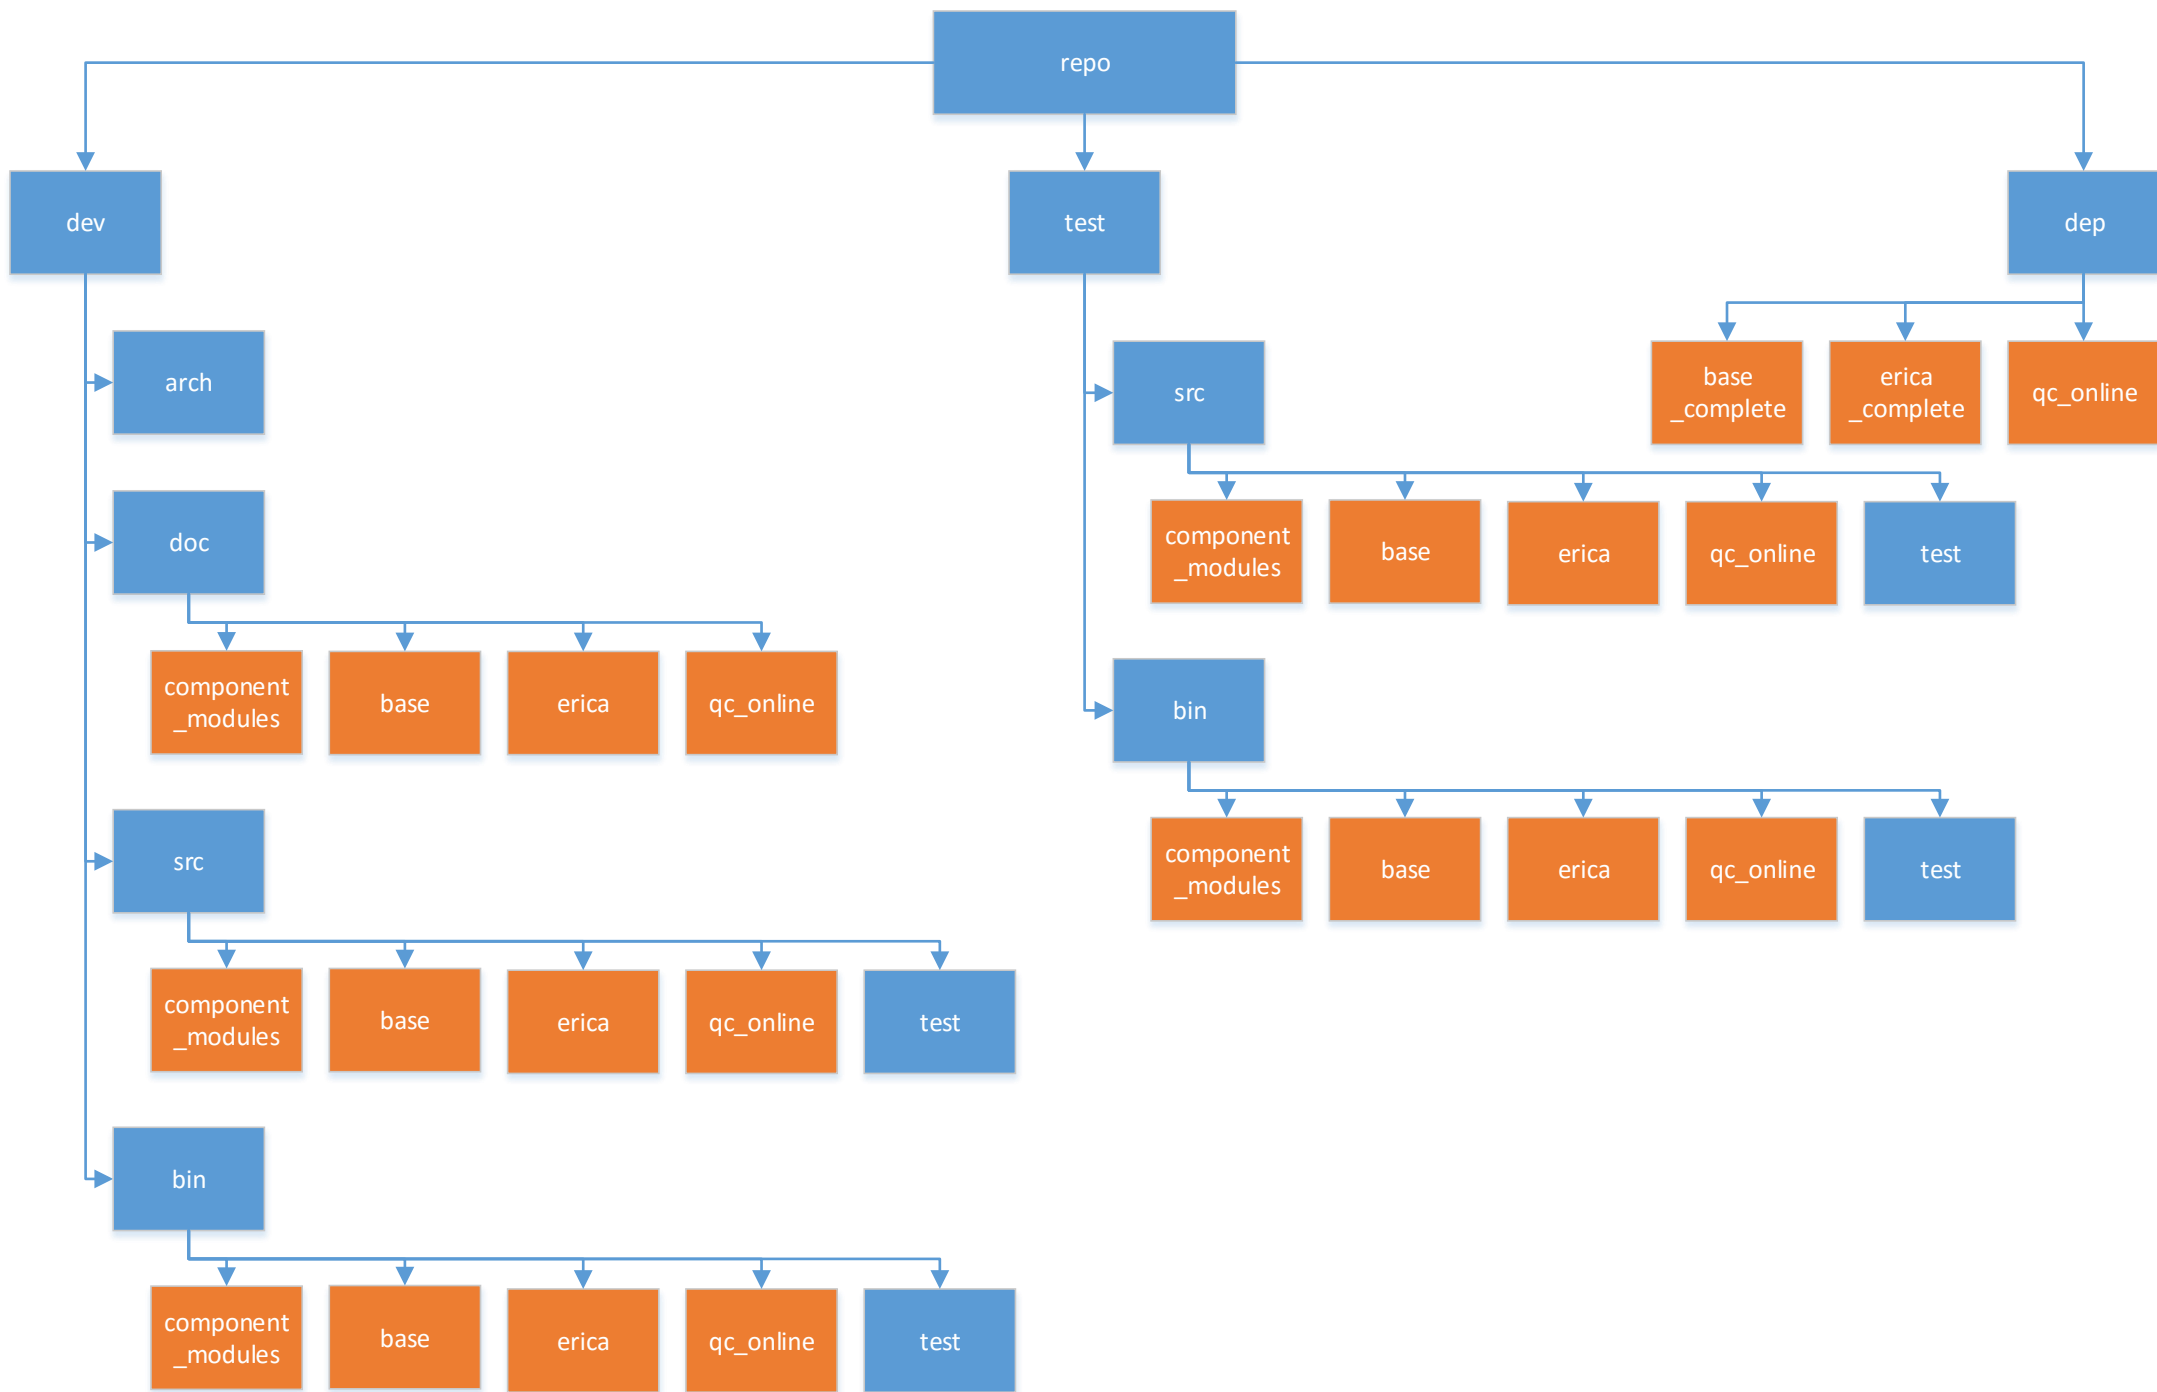 repo
dev
test
dep
arch
src
base
_complete
erica
_complete
qc_online
doc
component
_modules
base
erica
qc_online
test
component
_modules
base
erica
qc_online
bin
src
component
_modules
base
erica
qc_online
test
component
_modules
base
erica
qc_online
test
bin
component
_modules
base
erica
qc_online
test